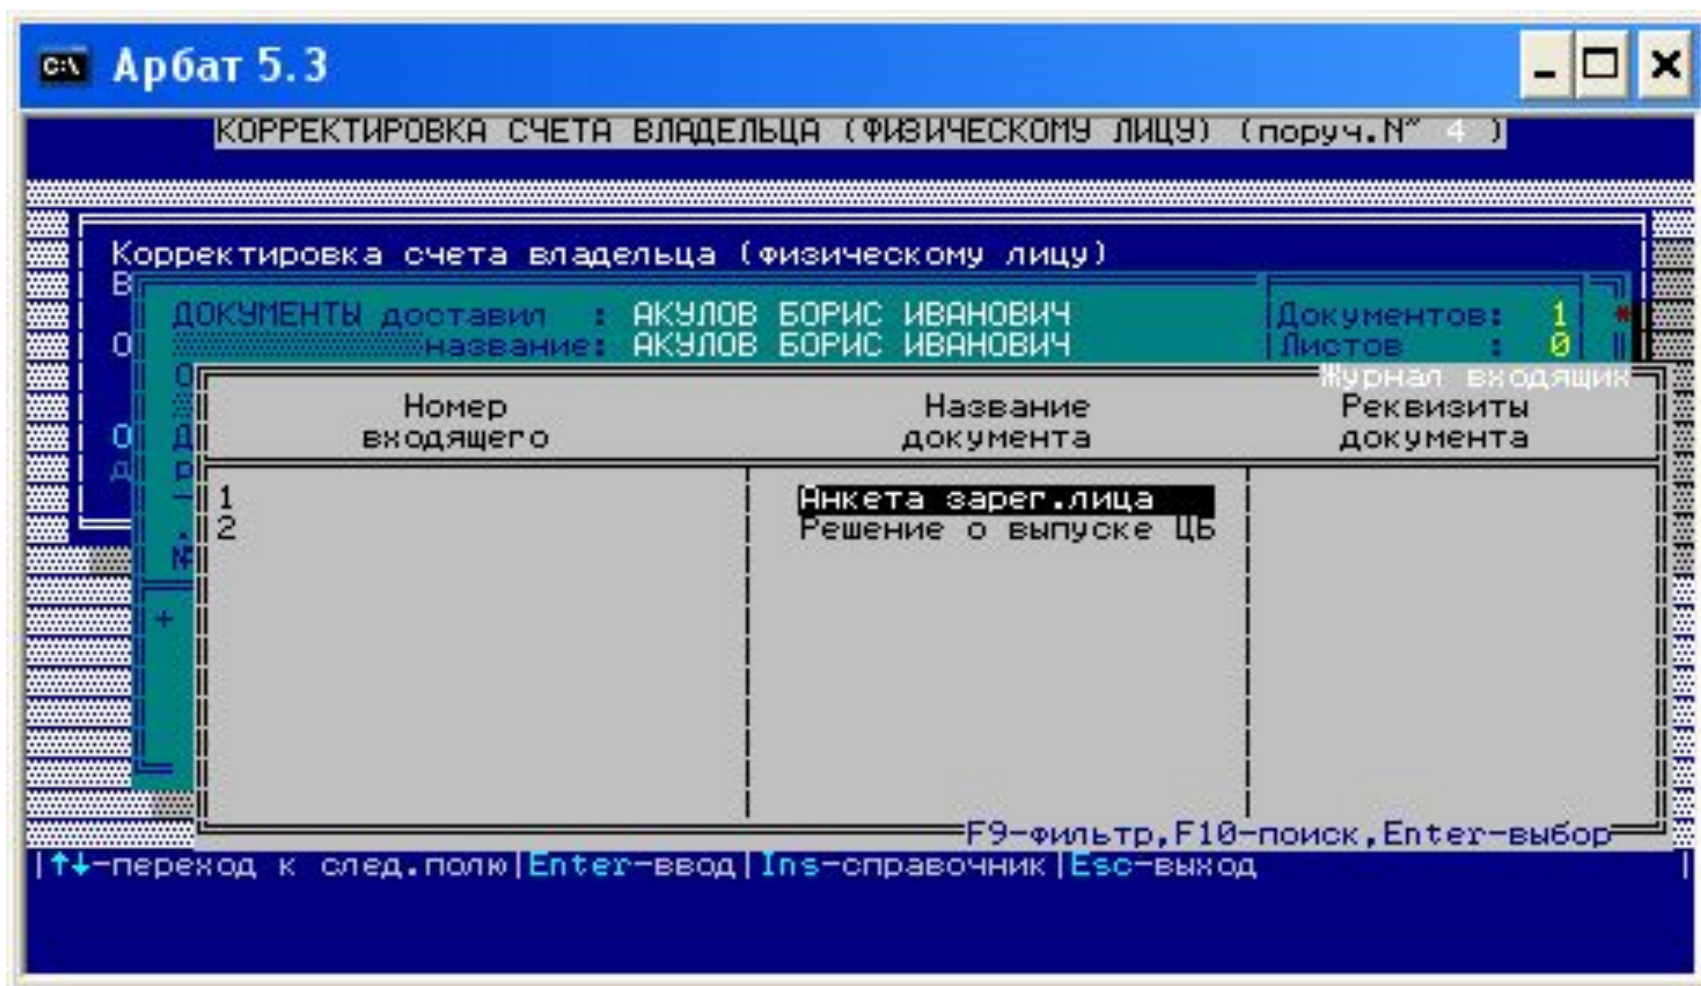 C:\ Арбат 5.3
КОРРЕКТИРОВКА СЧЕТА ВЛАДЕЛЬЦА (ФИЗИЧЕСКОМУ ЛИЦУ) (поруч.N" 4 )
Корректировка счета владельца (физическому лицу)
В
ДОКУМЕНТЫ доставил : АКУЛОВ БОРИС ИВАНОВИЧ Документов: 1 *
О название: АКУЛОВ БОРИС ИВАНОВИЧ Листов : 0
О Журнал входящих
Номер Название Реквизиты
О Д входящего документа документа
Д Р
1 Анкета зарег.лица
2 Решение о выпуске ЦБ
N
+
F9-фильтр,F10-поиск,Enter-выбор
|↑↓-переход к след.полю|Enter-ввод|Ins-справочник|Esc-выход |